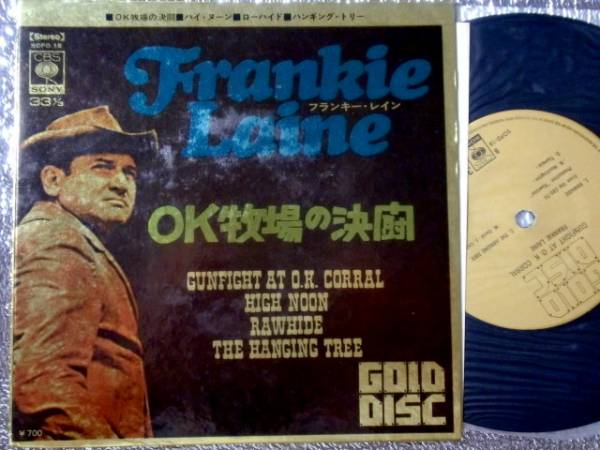 ■OK牧場の決闘■ハイ・ヌーン■ローハイド■ハンギング・トリー
【Stereo】
SOPD 18
CBS
SONY
33⅓
Frankie
フランキー・レイン
Laine
OK牧場の決闘
GUNFIGHT AT O.K. CORRAL
HIGH NOON
RAWHIDE
THE HANGING TREE
GOLD
DISC
¥700
GOLD
DISC
GUNFIGHT AT O.K. CORRAL
FRANKIE LAINE